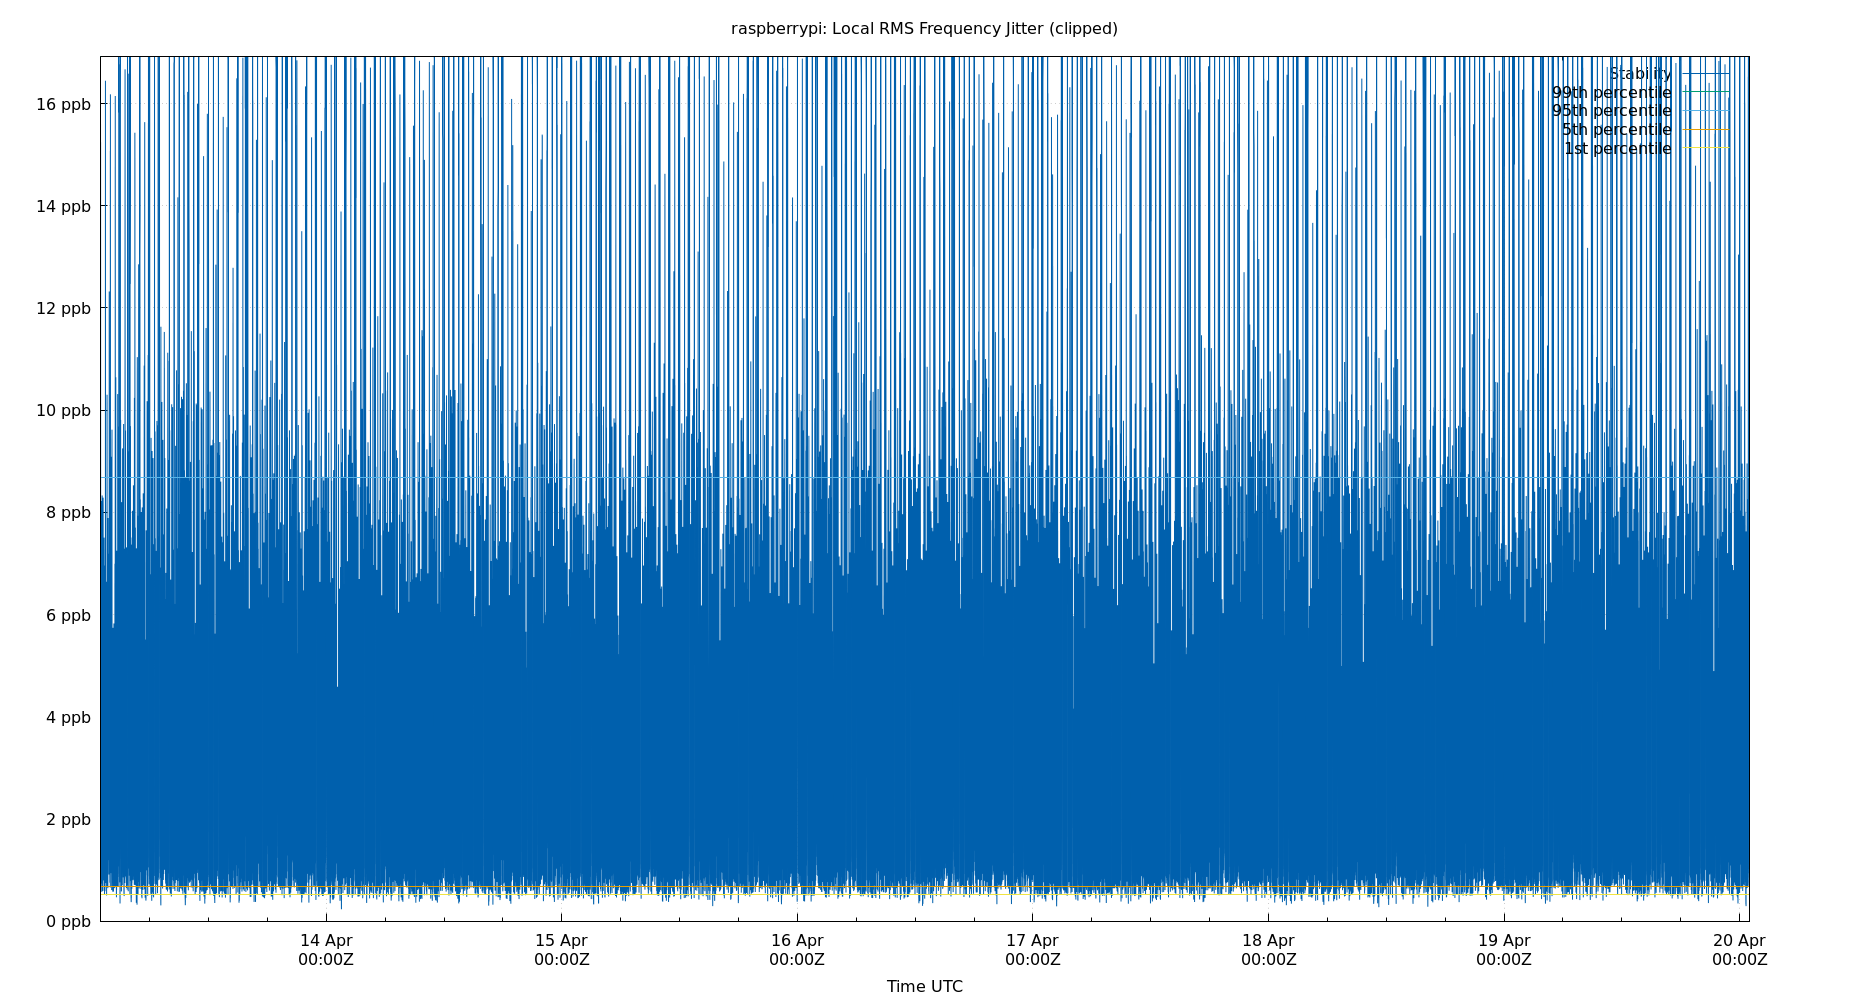 raspberrypi: Local RMS Frequency Jitter (clipped)
Stability
99th percentile
95th percentile
5th percentile
1st percentile
16 ppb
14 ppb
12 ppb
10 ppb
8 ppb
6 ppb
4 ppb
2 ppb
0 ppb
14 Apr 15 Apr 16 Apr 17 Apr 18 Apr 19 Apr 20 Apr
00:00Z 00:00Z 00:00Z 00:00Z 00:00Z 00:00Z 00:00Z
Time UTC